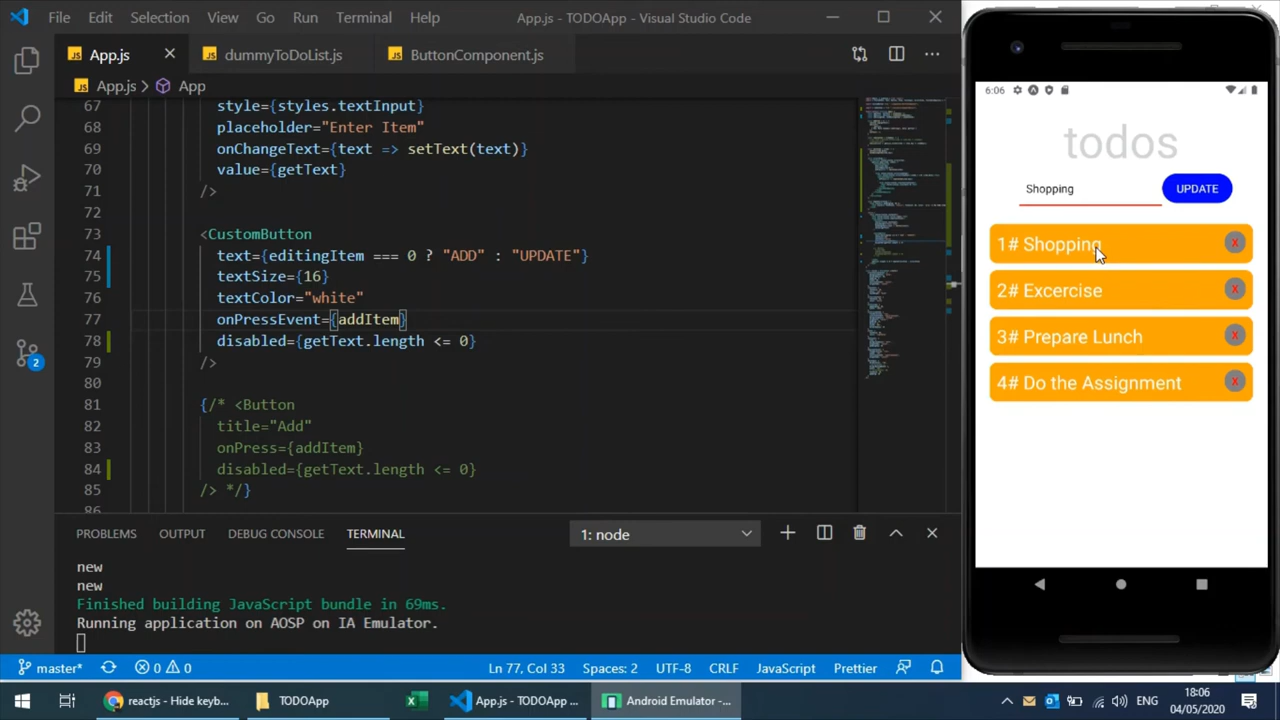 File Edit Selection View Go Run Terminal Help App.js - TODOApp - Visual Studio Code
JS App.js JS dummyToDoList.js JS ButtonComponent.js
JS App.js App
67 style={styles.textInput}
68 placeholder="Enter Item"
69 onChangeText={text => setText(text)}
70 value={getText}
71 />
72
73 <CustomButton
74 text={editingItem === 0 ? "ADD" : "UPDATE"}
75 textSize={16}
76 textColor="white"
77 onPressEvent={addItem}
78 disabled={getText.length <= 0}
79 />
80
81 {/* <Button
82 title="Add"
83 onPress={addItem}
84 disabled={getText.length <= 0}
85 /> */}
86
2
PROBLEMS OUTPUT DEBUG CONSOLE TERMINAL 1: node
new
new
Finished building JavaScript bundle in 69ms.
Running application on AOSP on IA Emulator.
master* 0 0 Ln 77, Col 33 Spaces: 2 UTF-8 CRLF JavaScript Prettier
6:06
todos
Shopping UPDATE
1# Shopping X
2# Excercise X
3# Prepare Lunch X
4# Do the Assignment X
reactjs - Hide keyb... TODOApp App.js - TODOApp ... Android Emulator -... ENG 18:06
04/05/2020